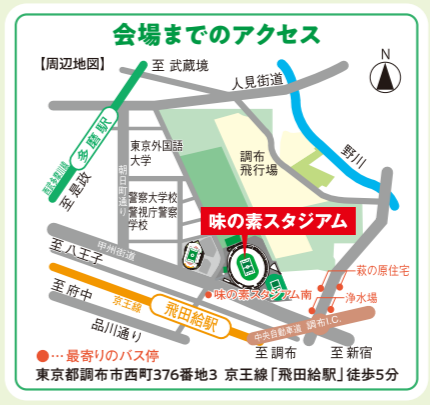 会場までのアクセス
【周辺地図】
至 武蔵境
人見街道
N
西武多摩川線
多磨駅
至 是政
朝日町通り
東京外国語
大学
調布
飛行場
野川
警察大学校
警視庁警察
学校
味の素スタジアム
至 八王子
甲州街道
至 府中
京王線
飛田給駅
品川通り
味の素スタジアム南
萩の原住宅
浄水場
中央自動車道 調布I.C.
至 調布
至 新宿
●…最寄りのバス停
東京都調布市西町376番地3 京王線「飛田給駅」徒歩5分